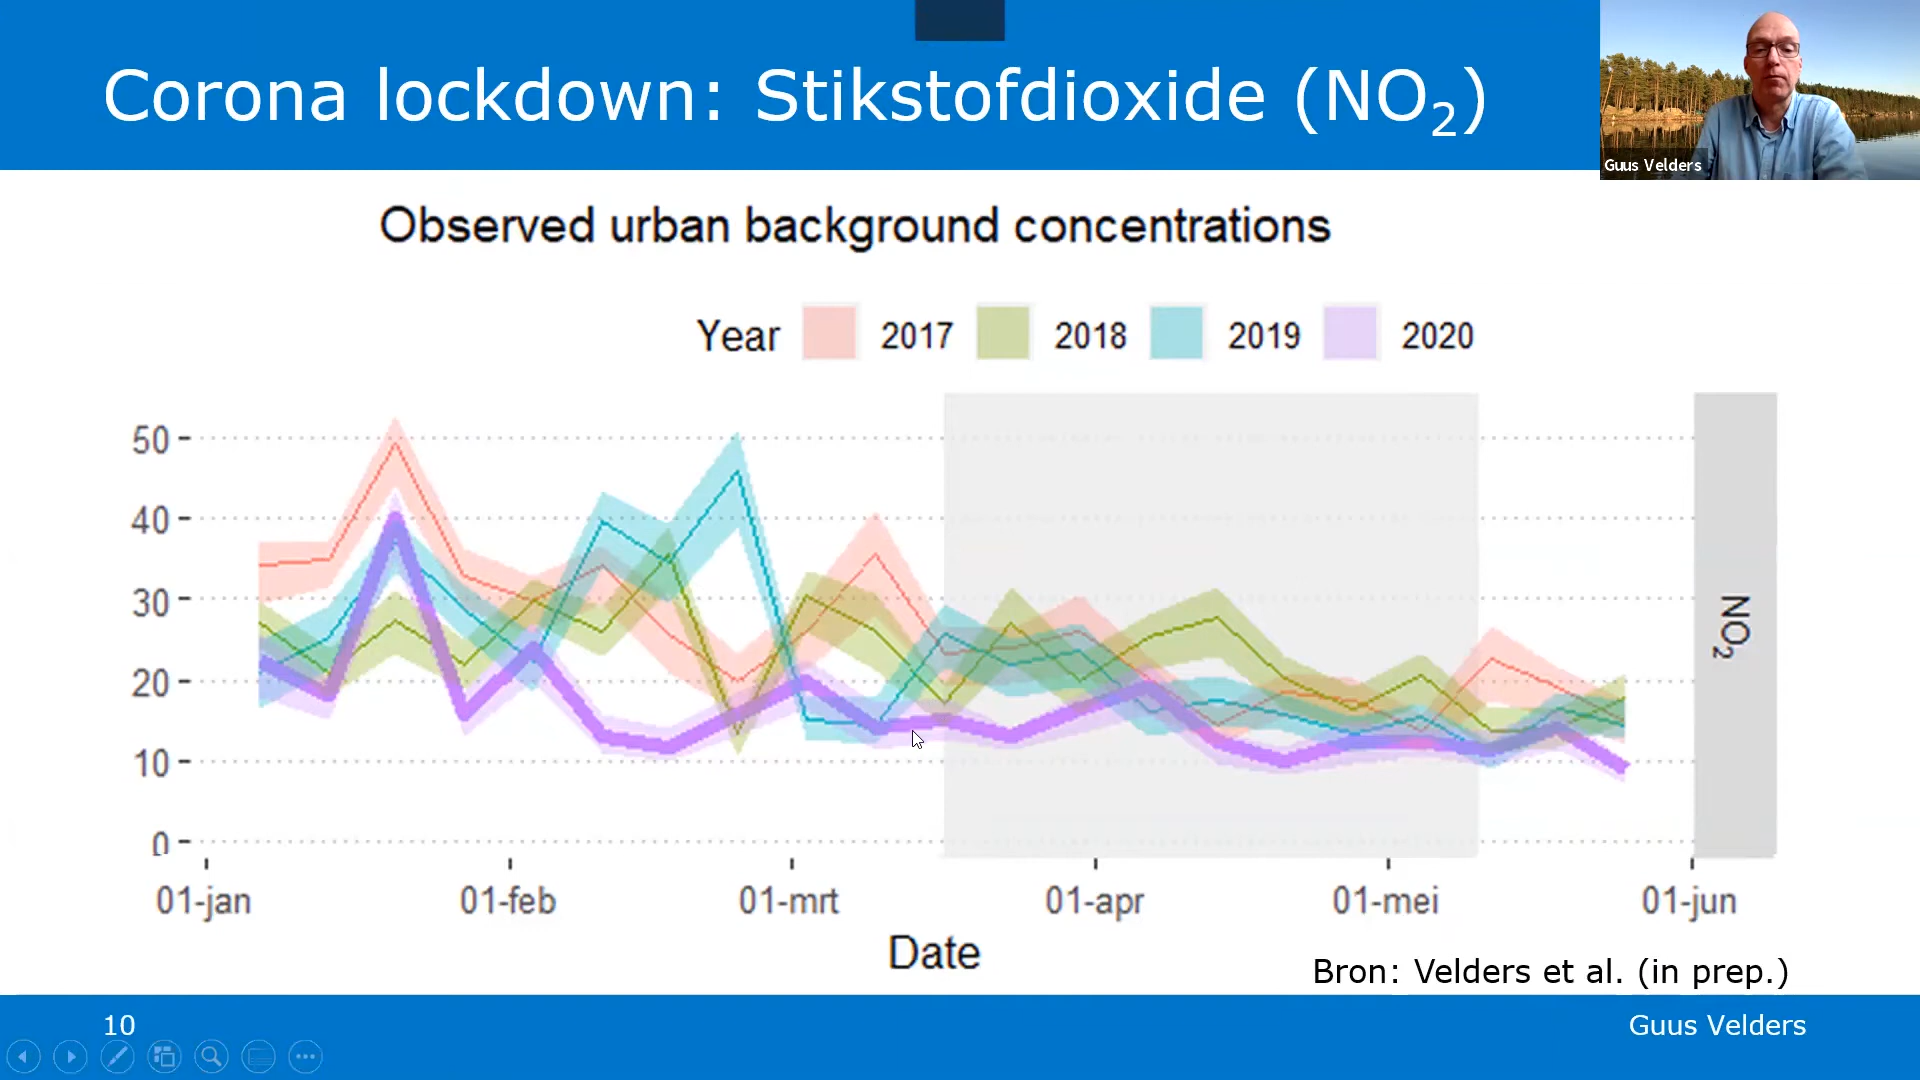 Corona lockdown: Stikstofdioxide (NO₂)
Guus Velders
Observed urban background concentrations
Year 2017 2018 2019 2020
50
40
30
20
10
0
NO₂
01-jan 01-feb 01-mrt 01-apr 01-mei 01-jun
Date
Bron: Velders et al. (in prep.)
10
Guus Velders